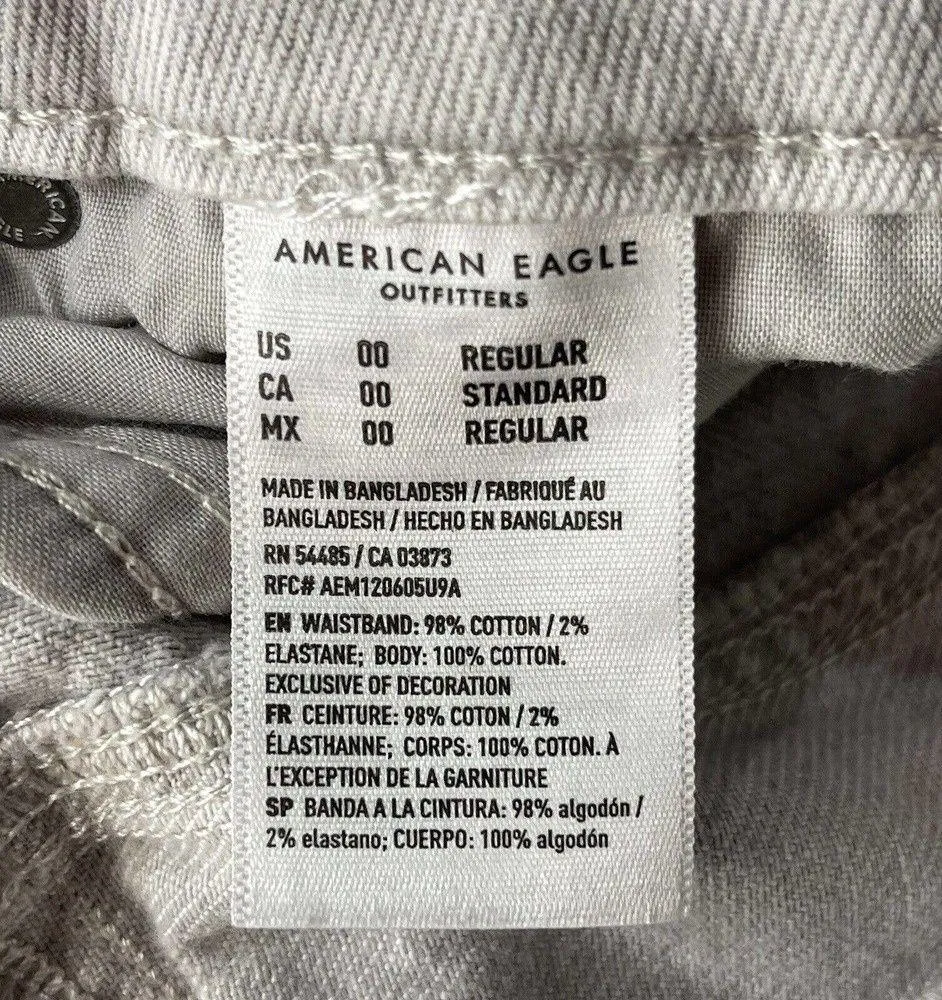 AMERICAN
AMERICAN EAGLE
OUTFITTERS
US 00 REGULAR
CA 00 STANDARD
MX 00 REGULAR
MADE IN BANGLADESH / FABRIQUÉ AU
BANGLADESH / HECHO EN BANGLADESH
RN 54485 / CA 03873
RFC# AEM120605U9A
EN WAISTBAND: 98% COTTON / 2%
ELASTANE; BODY: 100% COTTON.
EXCLUSIVE OF DECORATION
FR CEINTURE: 98% COTON / 2%
ÉLASTHANNE; CORPS: 100% COTON. À
L'EXCEPTION DE LA GARNITURE
SP BANDA A LA CINTURA: 98% algodón /
2% elastano; CUERPO: 100% algodón